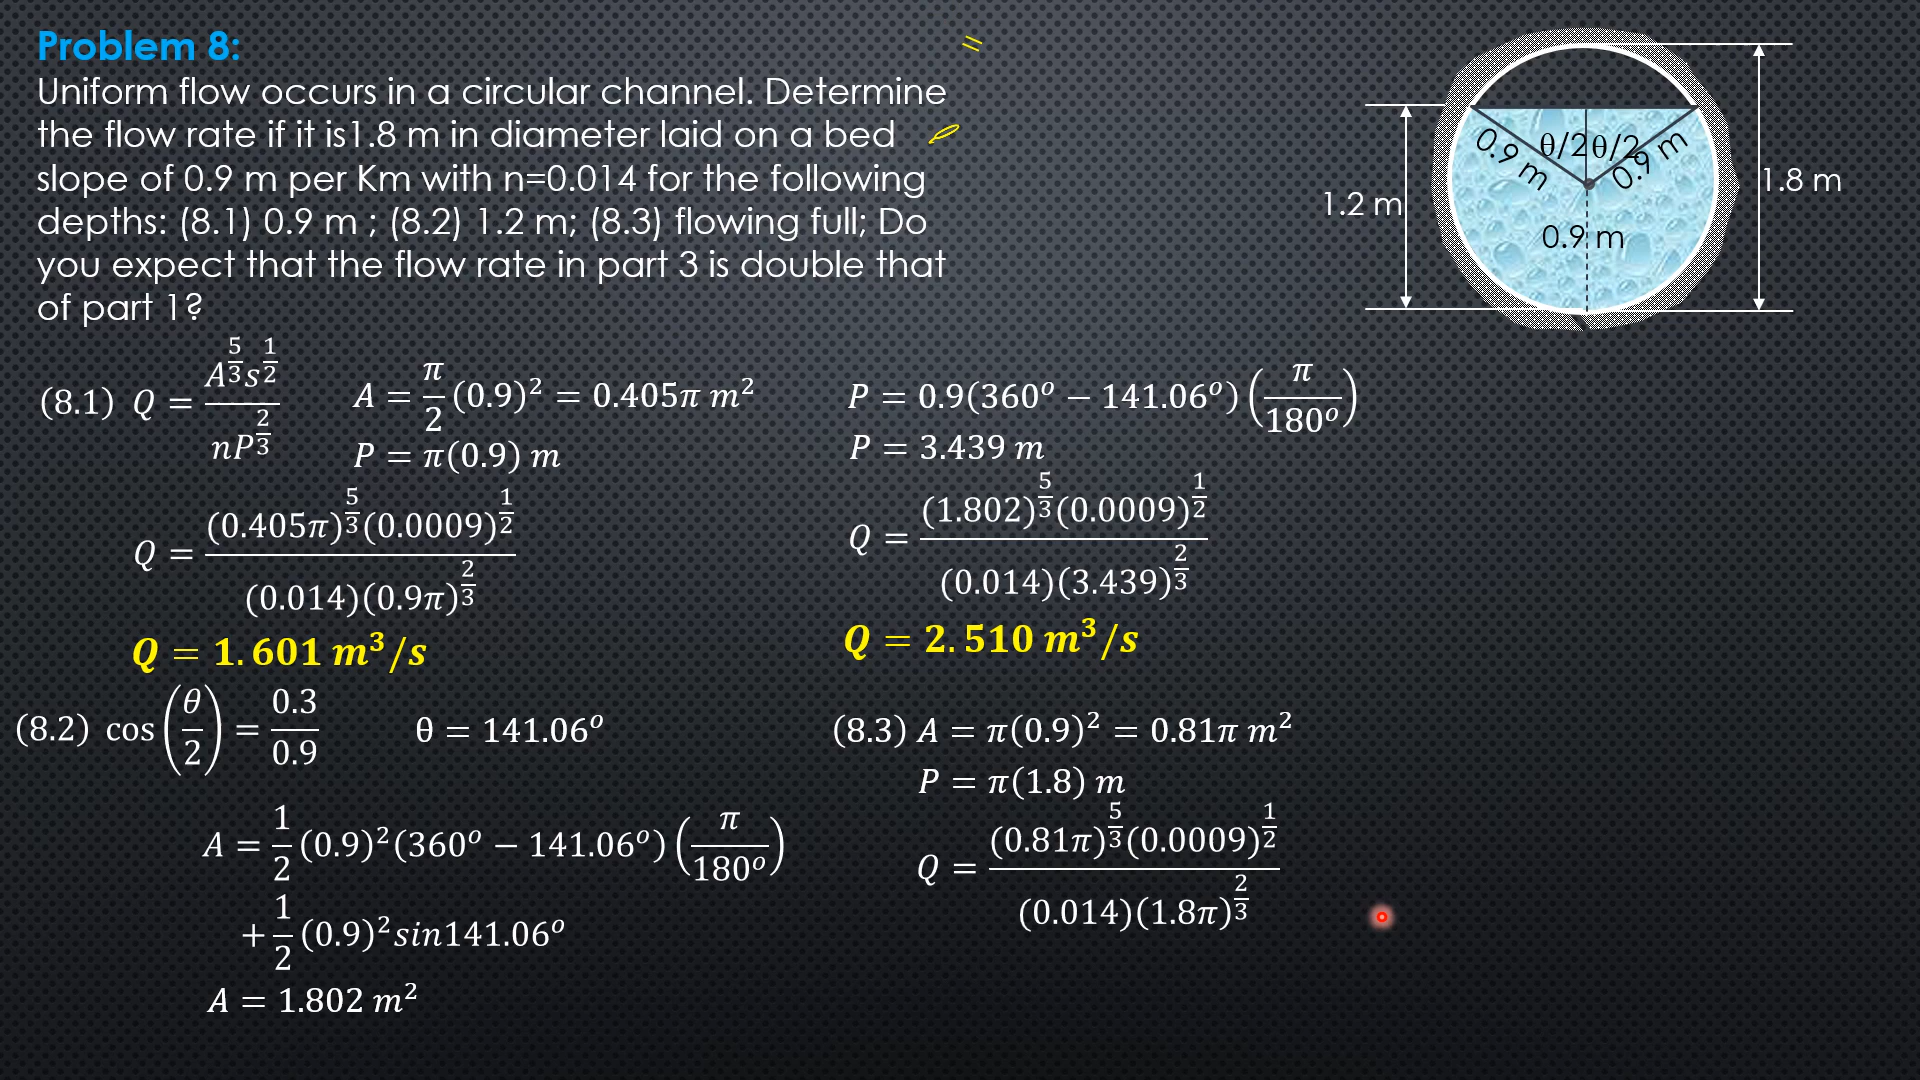 Problem 8:
Uniform flow occurs in a circular channel. Determine
the flow rate if it is1.8 m in diameter laid on a bed
slope of 0.9 m per Km with n=0.014 for the following
depths: (8.1) 0.9 m ; (8.2) 1.2 m; (8.3) flowing full; Do
you expect that the flow rate in part 3 is double that
of part 1?
0.9 m
θ/2
θ/2
0.9 m
1.2 m
1.8 m
0.9 m
(8.1) Q = A^(5/3) s^(1/2) / n P^(2/3)
A = π/2 (0.9)² = 0.405π m²
P = π(0.9) m
Q = (0.405π)^(5/3) (0.0009)^(1/2) / (0.014)(0.9π)^(2/3)
Q = 1.601 m³/s
(8.2) cos(θ/2) = 0.3/0.9
θ = 141.06°
A = 1/2 (0.9)² (360° − 141.06°) (π/180°)
+ 1/2 (0.9)² sin141.06°
A = 1.802 m²
P = 0.9(360° − 141.06°) (π/180°)
P = 3.439 m
Q = (1.802)^(5/3) (0.0009)^(1/2) / (0.014)(3.439)^(2/3)
Q = 2.510 m³/s
(8.3) A = π(0.9)² = 0.81π m²
P = π(1.8) m
Q = (0.81π)^(5/3) (0.0009)^(1/2) / (0.014)(1.8π)^(2/3)